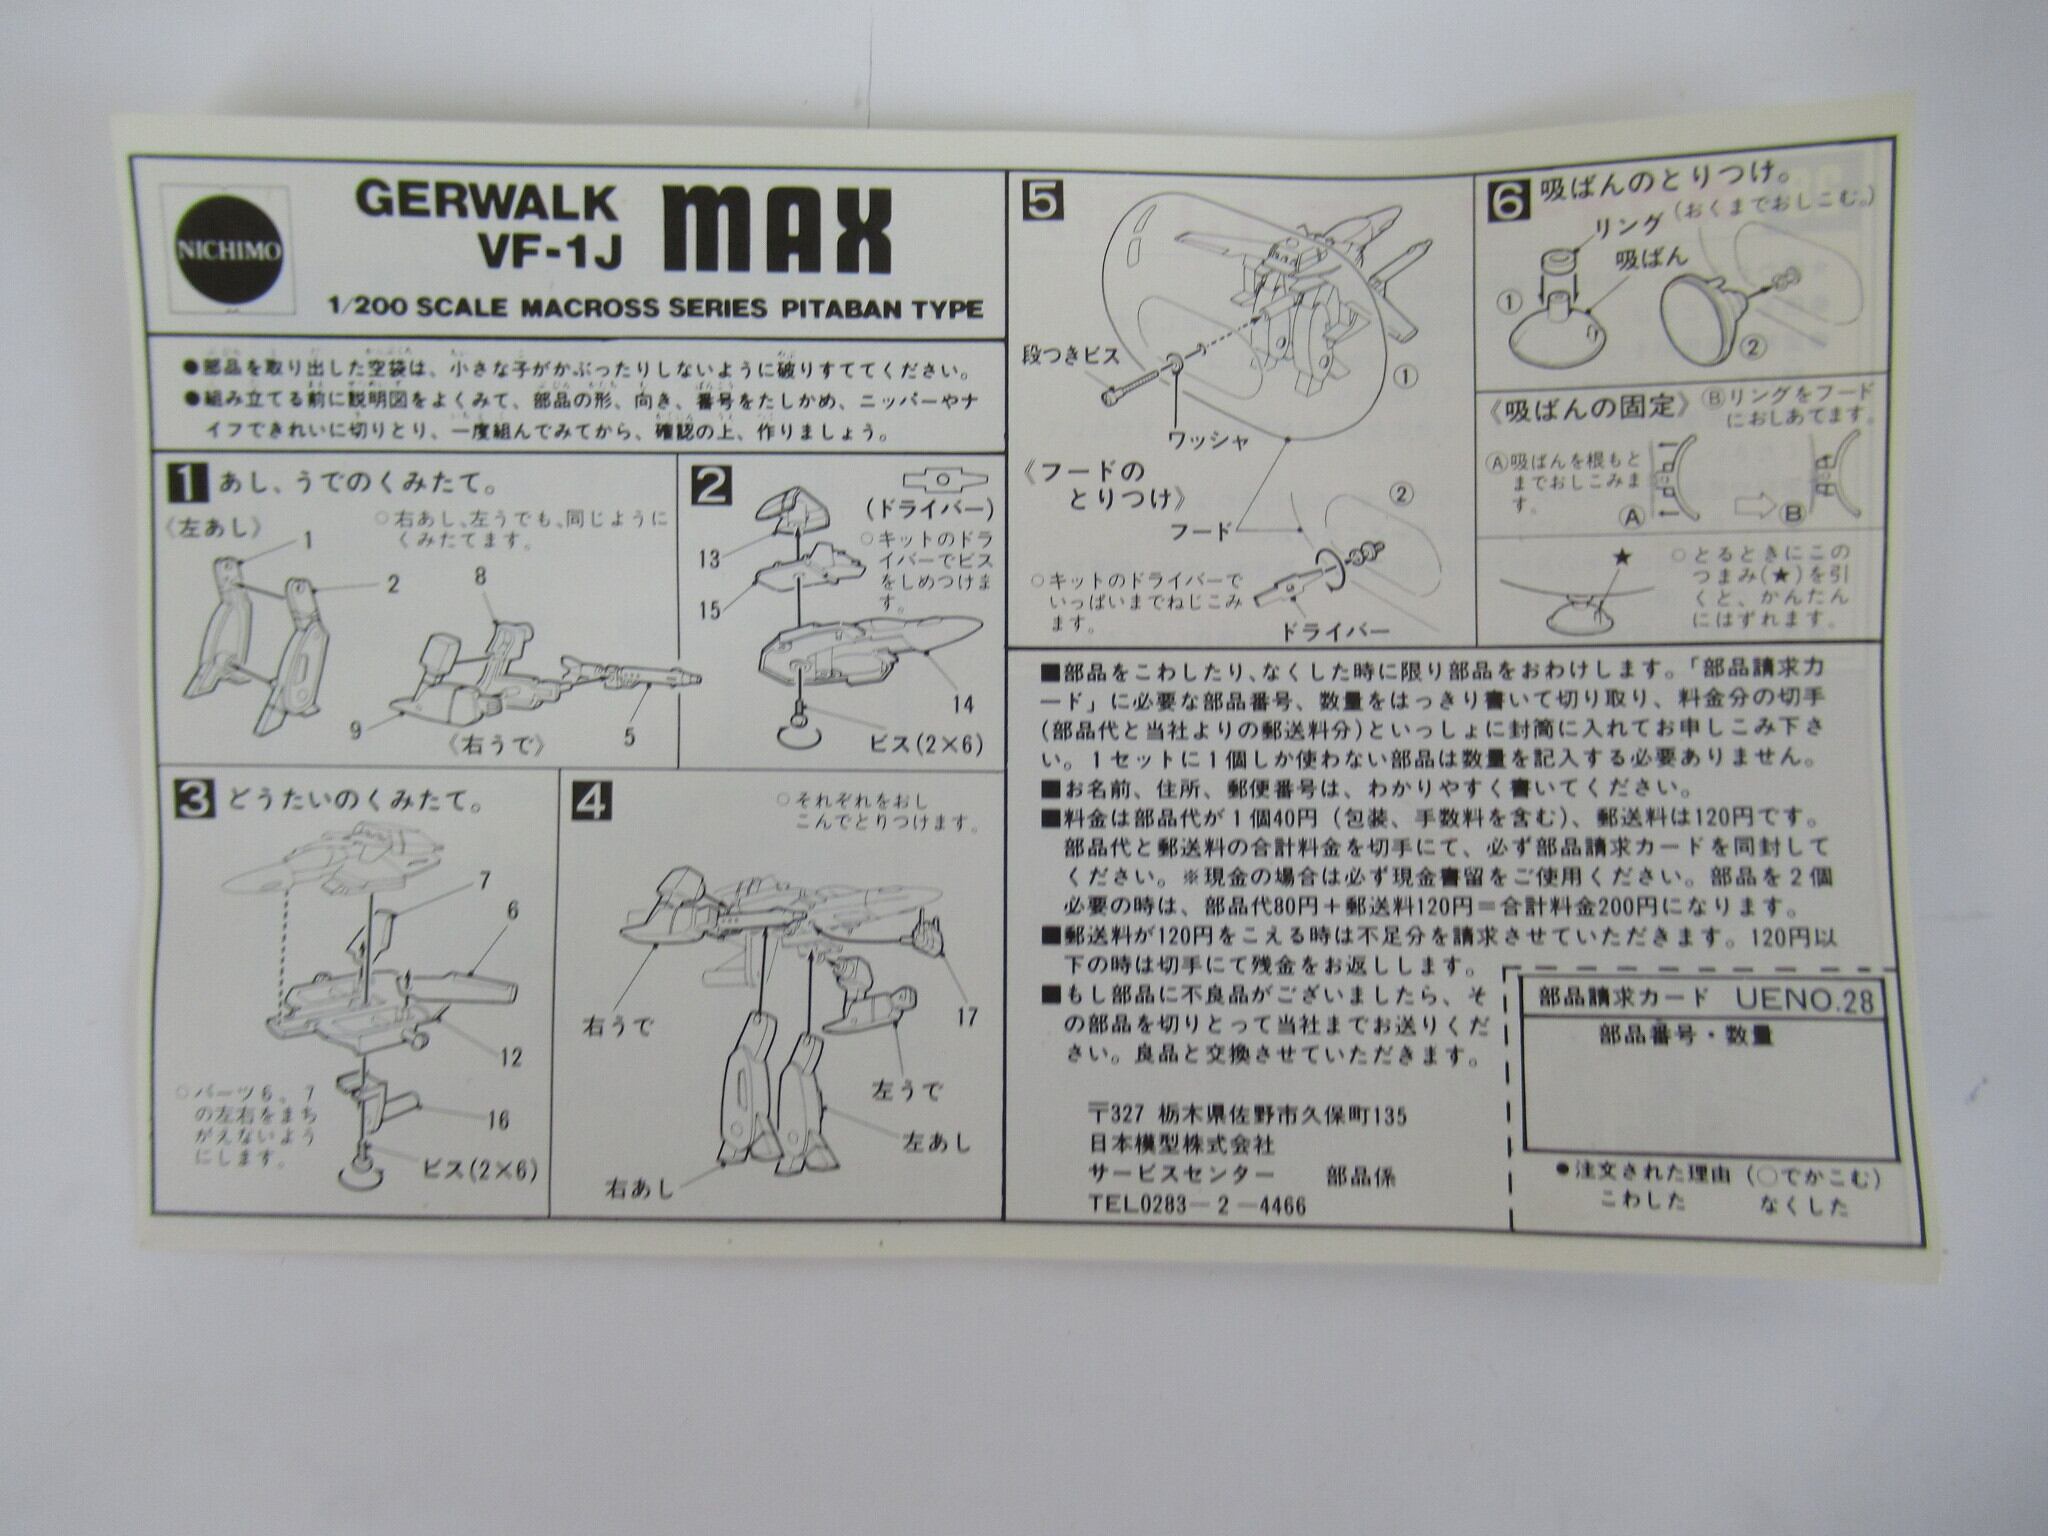 NICHIMO
GERWALK
VF-1J
MAX
1/200 SCALE MACROSS SERIES PITABAN TYPE
●部品を取り出した空袋は、小さな子がかぶったりしないように破りすててください。
●組み立てる前に説明図をよくみて、部品の形、向き、番号をたしかめ、ニッパーやナ
イフできれいに切りとり、一度組んでみてから、確認の上、作りましょう。
1 あし、うでのくみたて。
《左あし》
○右あし、左うでも、同じように
くみたてます。
1
2
8
9
《右うで》
5
2
(ドライバー)
○キットのドラ
イバーでビス
をしめつけま
す。
13
15
14
ビス(2×6)
3 どうたいのくみたて。
7
6
12
16
○パーツ6、7
の左右をまち
がえないよう
にします。
ビス(2×6)
4
○それぞれをおし
こんでとりつけます。
右うで
17
左うで
左あし
右あし
5
段つきビス
①
ワッシャ
《フードの
とりつけ》
②
フード
○キットのドライバーで
いっぱいまでねじこみ
ます。
ドライバー
6 吸ばんのとりつけ。
(おくまでおしこむ。)
リング
吸ばん
①
②
《吸ばんの固定》
Ⓑリングをフード
におしあてます。
Ⓐ吸ばんを根もと
までおしこみま
す。
Ⓐ
Ⓑ
★
○とるときにこの
つまみ(★)を引
くと、かんたん
にはずれます。
■部品をこわしたり、なくした時に限り部品をおわけします。「部品請求カ
ード」に必要な部品番号、数量をはっきり書いて切り取り、料金分の切手
(部品代と当社よりの郵送料分)といっしょに封筒に入れてお申しこみ下さ
い。1セットに1個しか使わない部品は数量を記入する必要ありません。
■お名前、住所、郵便番号は、わかりやすく書いてください。
■料金は部品代が1個40円(包装、手数料を含む)、郵送料は120円です。
部品代と郵送料の合計料金を切手にて、必ず部品請求カードを同封して
ください。※現金の場合は必ず現金書留をご使用ください。部品を2個
必要の時は、部品代80円＋郵送料120円＝合計料金200円になります。
■郵送料が120円をこえる時は不足分を請求させていただきます。120円以
下の時は切手にて残金をお返しします。
■もし部品に不良品がございましたら、そ
の部品を切りとって当社までお送りくだ
さい。良品と交換させていただきます。
〒327 栃木県佐野市久保町135
日本模型株式会社
サービスセンター 部品係
TEL0283－2－4466
部品請求カード UENO.28
部品番号・数量
●注文された理由 (○でかこむ)
こわした なくした